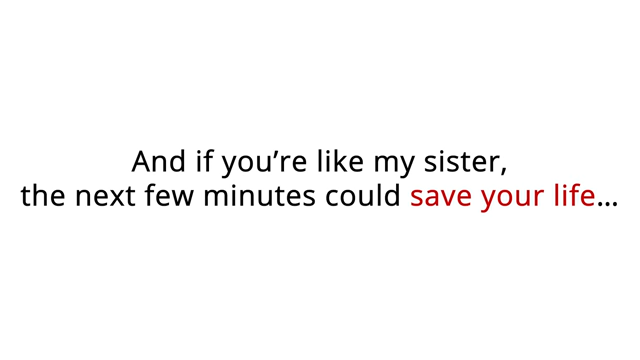 And if you’re like my sister,
the next few minutes could save your life...